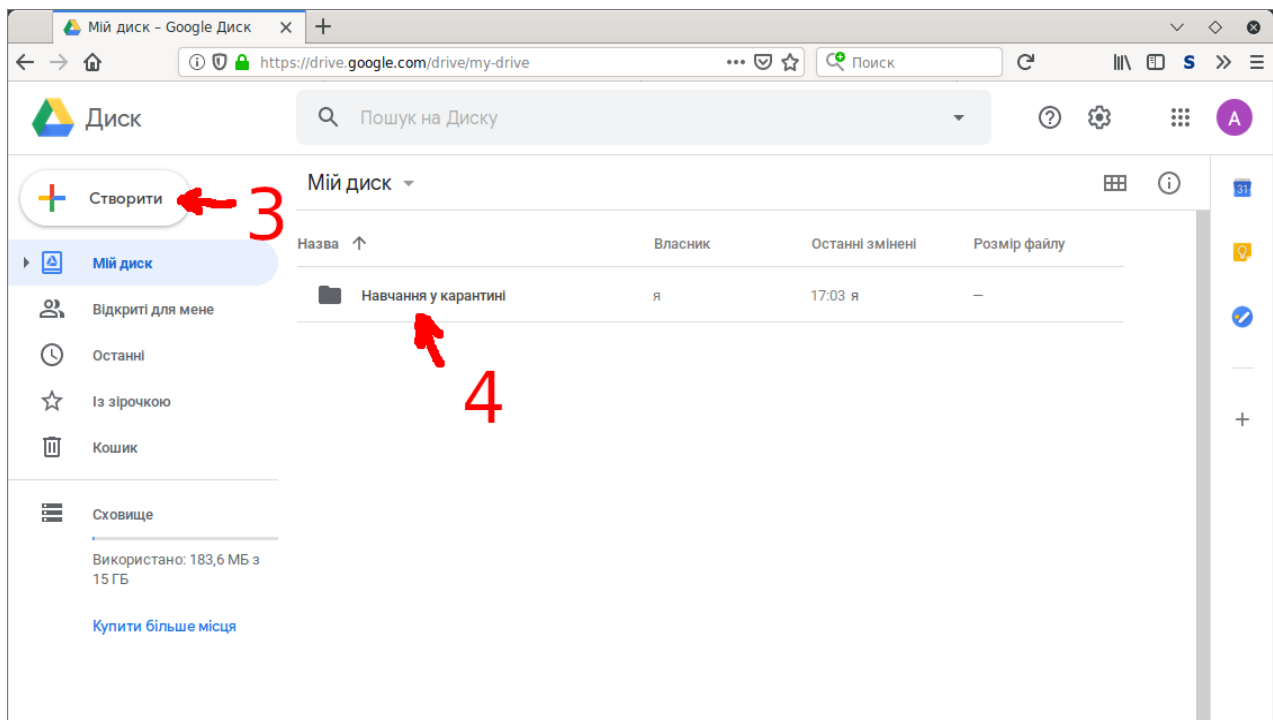 Мій диск – Google Диск
https://drive.google.com/drive/my-drive
Поиск
S
Диск
Пошук на Диску
A
Створити
3
Мій диск
31
Назва
Власник
Останні змінені
Розмір файлу
Мій диск
Навчання у карантині
я
17:03 я
—
Відкриті для мене
4
Останні
Із зірочкою
Кошик
Сховище
Використано: 183,6 МБ з
15 ГБ
Купити більше місця